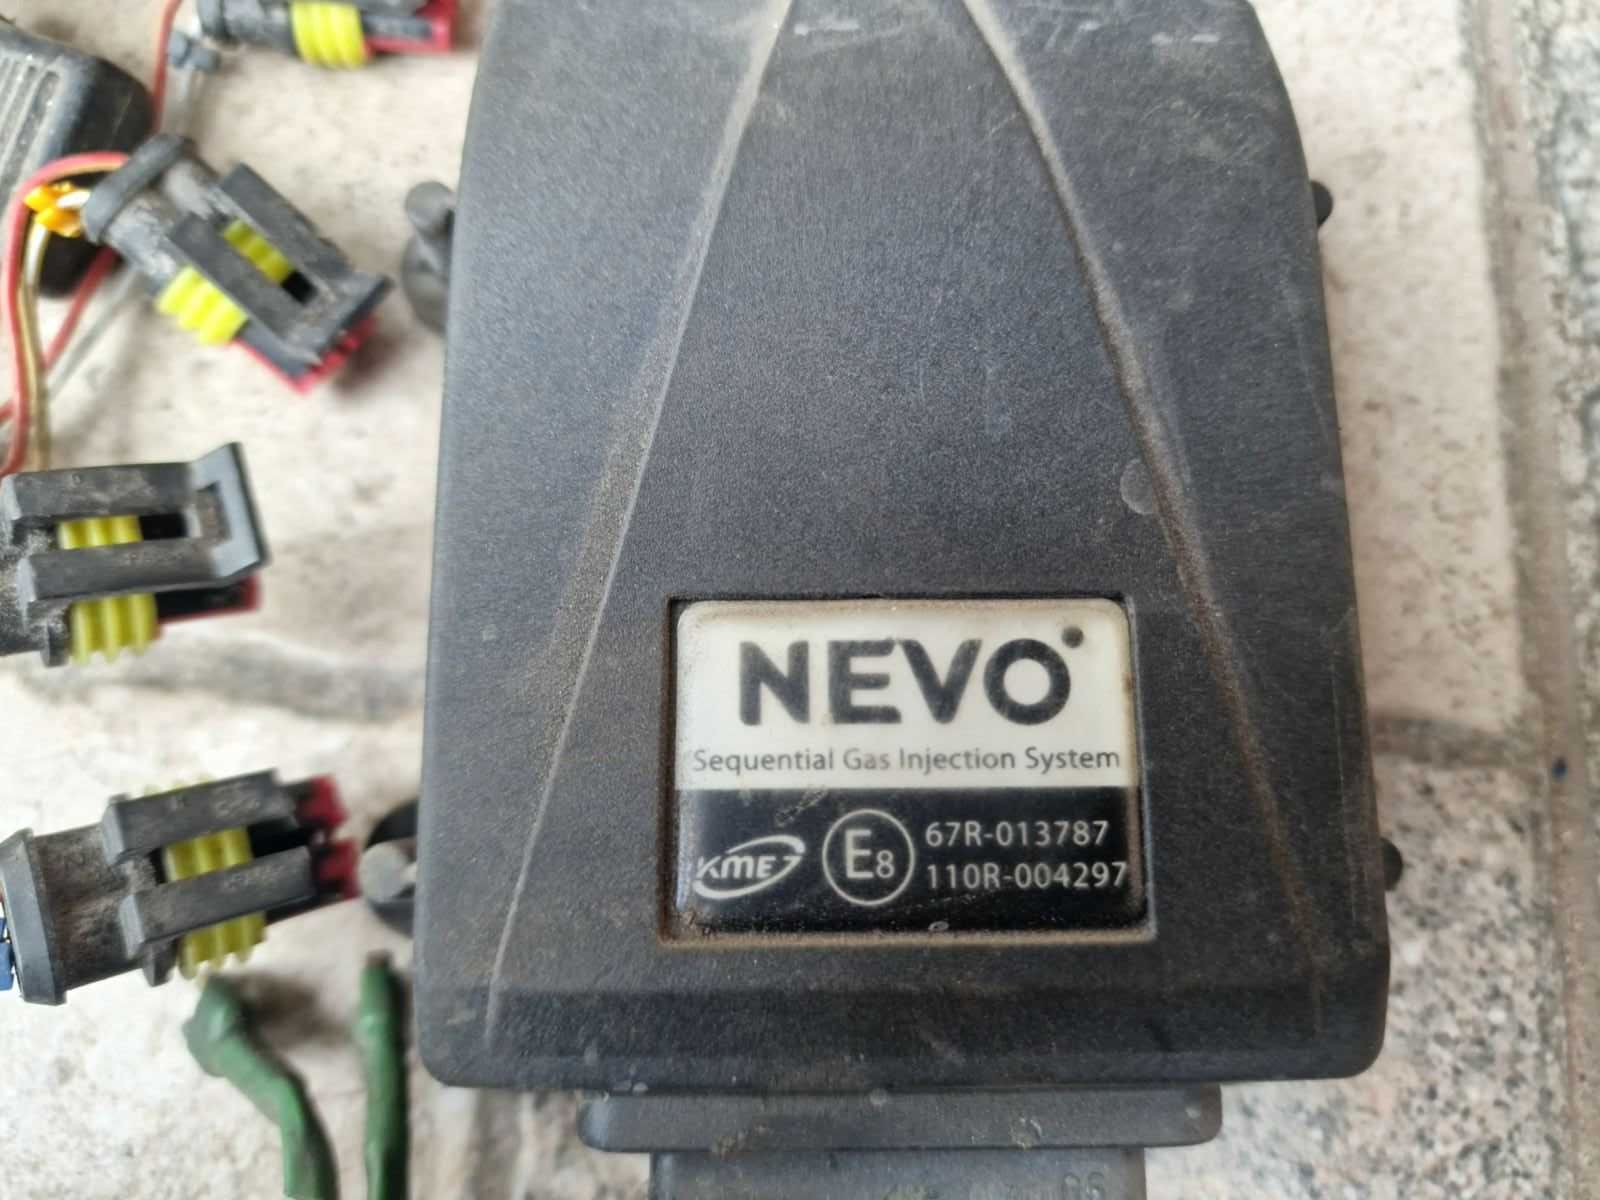 NEVO
Sequential Gas Injection System
KME
E8
67R-013787
110R-004297